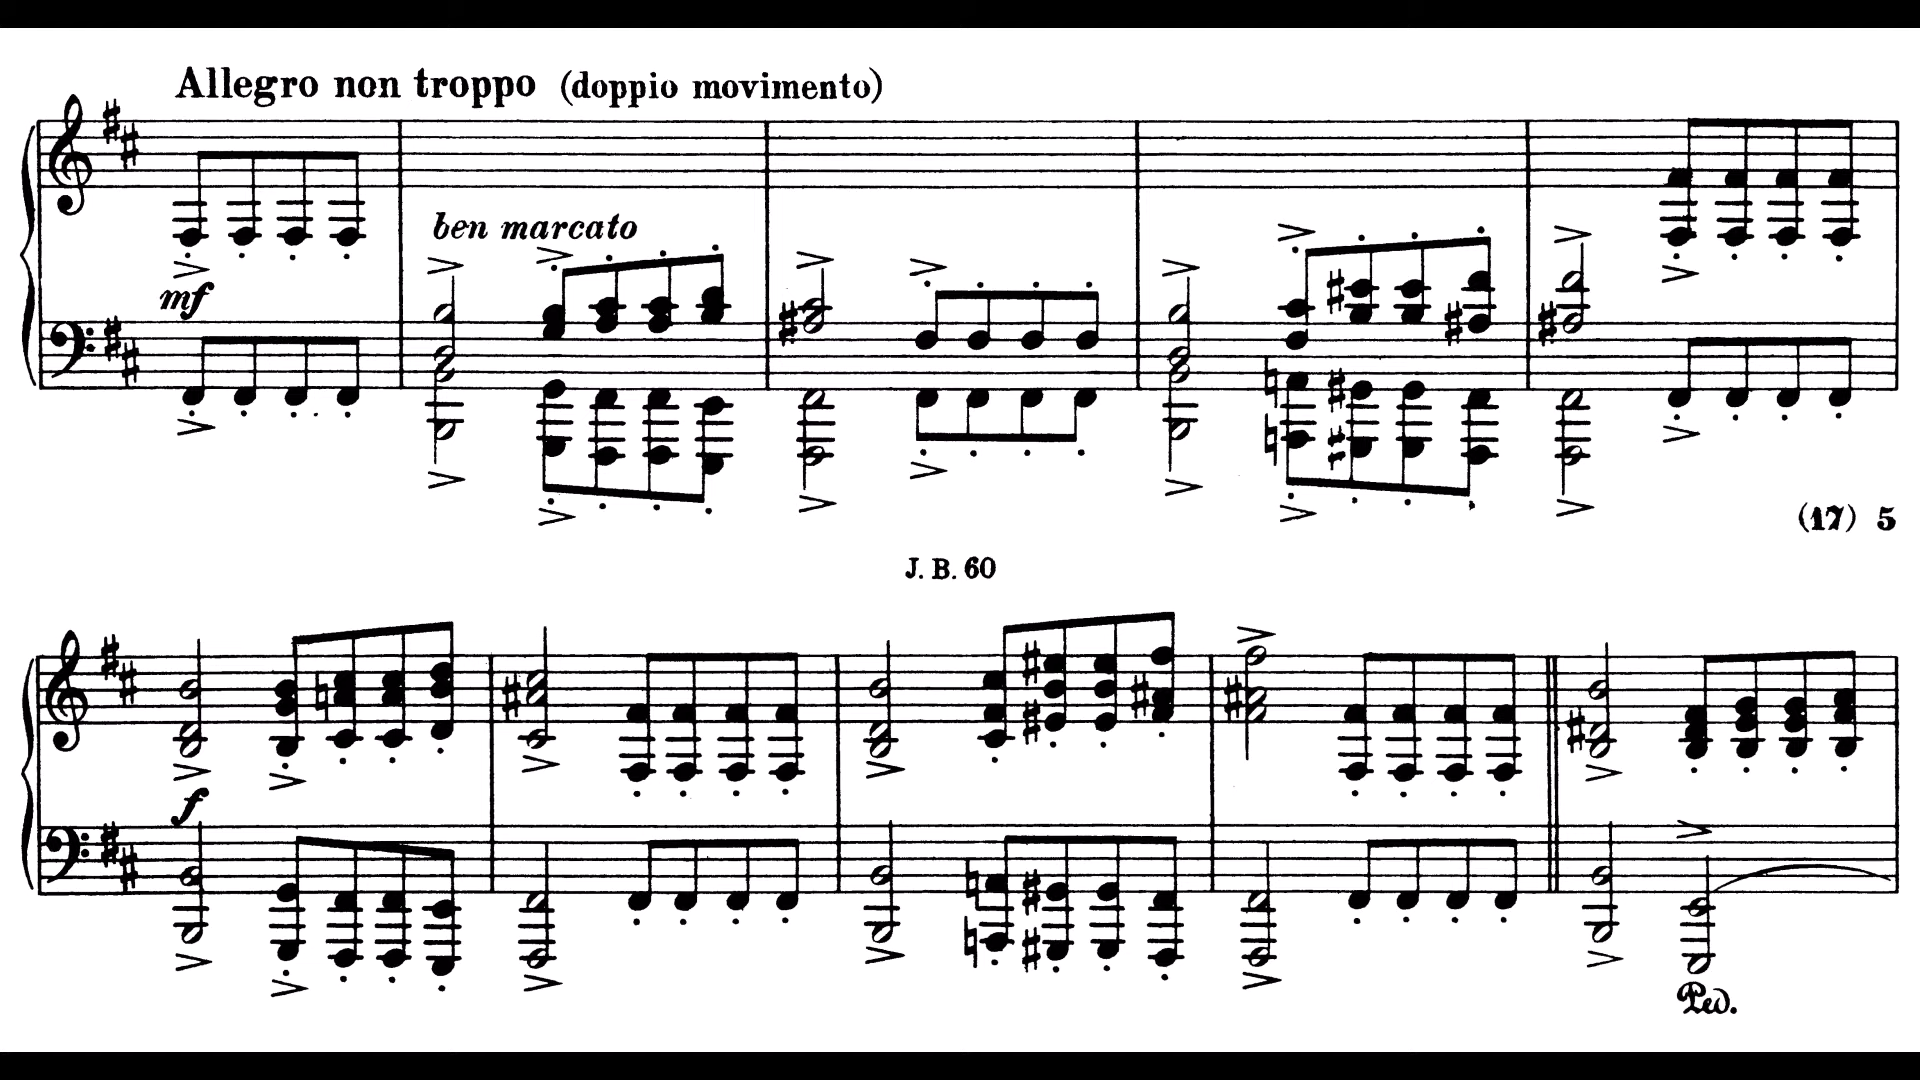 Allegro non troppo (doppio movimento)
ben marcato
mf
(17) 5
J. B. 60
f
Ped.